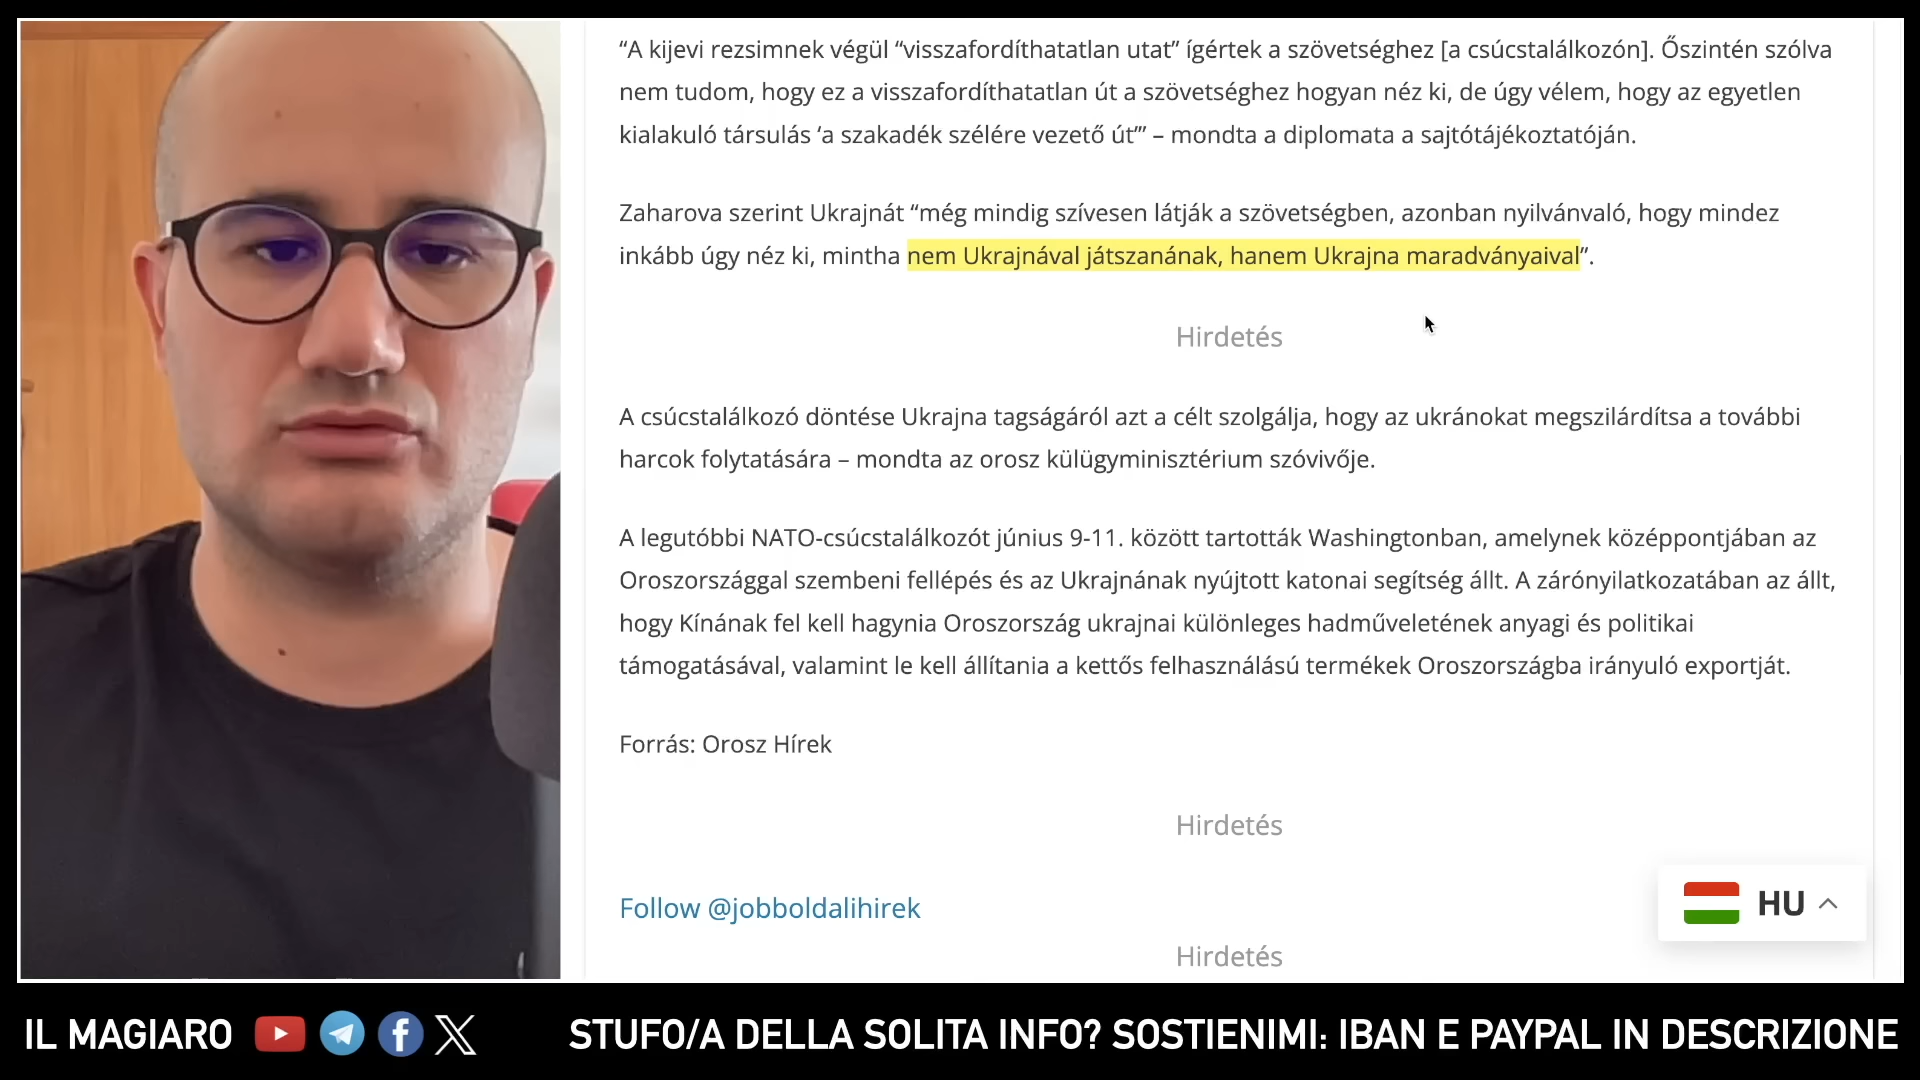 “A kijevi rezsimnek végül “visszafordíthatatlan utat” ígértek a szövetséghez [a csúcstalálkozón]. Őszintén szólva
nem tudom, hogy ez a visszafordíthatatlan út a szövetséghez hogyan néz ki, de úgy vélem, hogy az egyetlen
kialakuló társulás ‘a szakadék szélére vezető út’” – mondta a diplomata a sajtótájékoztatóján.
Zaharova szerint Ukrajnát “még mindig szívesen látják a szövetségben, azonban nyilvánvaló, hogy mindez
inkább úgy néz ki, mintha nem Ukrajnával játszanának, hanem Ukrajna maradványaival”.
Hirdetés
A csúcstalálkozó döntése Ukrajna tagságáról azt a célt szolgálja, hogy az ukránokat megszilárdítsa a további
harcok folytatására – mondta az orosz külügyminisztérium szóvivője.
A legutóbbi NATO-csúcstalálkozót június 9-11. között tartották Washingtonban, amelynek középpontjában az
Oroszországgal szembeni fellépés és az Ukrajnának nyújtott katonai segítség állt. A zárónyilatkozatában az állt,
hogy Kínának fel kell hagynia Oroszország ukrajnai különleges hadműveletének anyagi és politikai
támogatásával, valamint le kell állítania a kettős felhasználású termékek Oroszországba irányuló exportját.
Forrás: Orosz Hírek
Hirdetés
Follow @jobboldalihirek
HU
Hirdetés
IL MAGIARO
STUFO/A DELLA SOLITA INFO? SOSTIENIMI: IBAN E PAYPAL IN DESCRIZIONE